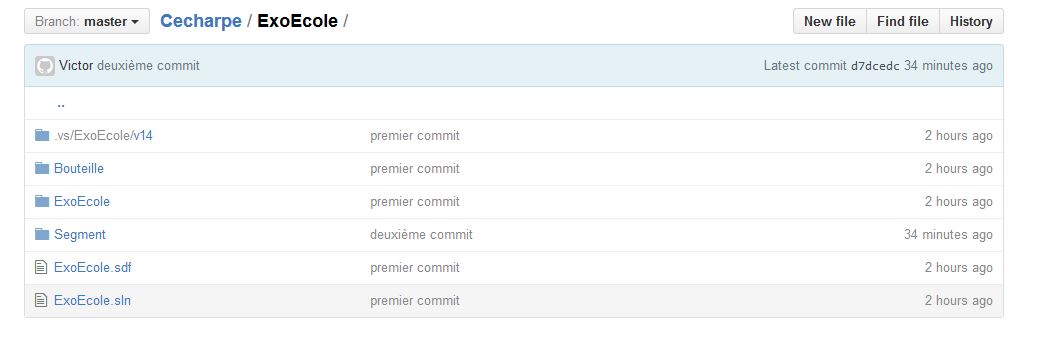 Branch: master Cecharpe / ExoEcole / New file Find file History
Victor deuxième commit Latest commit d7dcedc 34 minutes ago
..
.vs/ExoEcole/v14 premier commit 2 hours ago
Bouteille premier commit 2 hours ago
ExoEcole premier commit 2 hours ago
Segment deuxième commit 34 minutes ago
ExoEcole.sdf premier commit 2 hours ago
ExoEcole.sln premier commit 2 hours ago